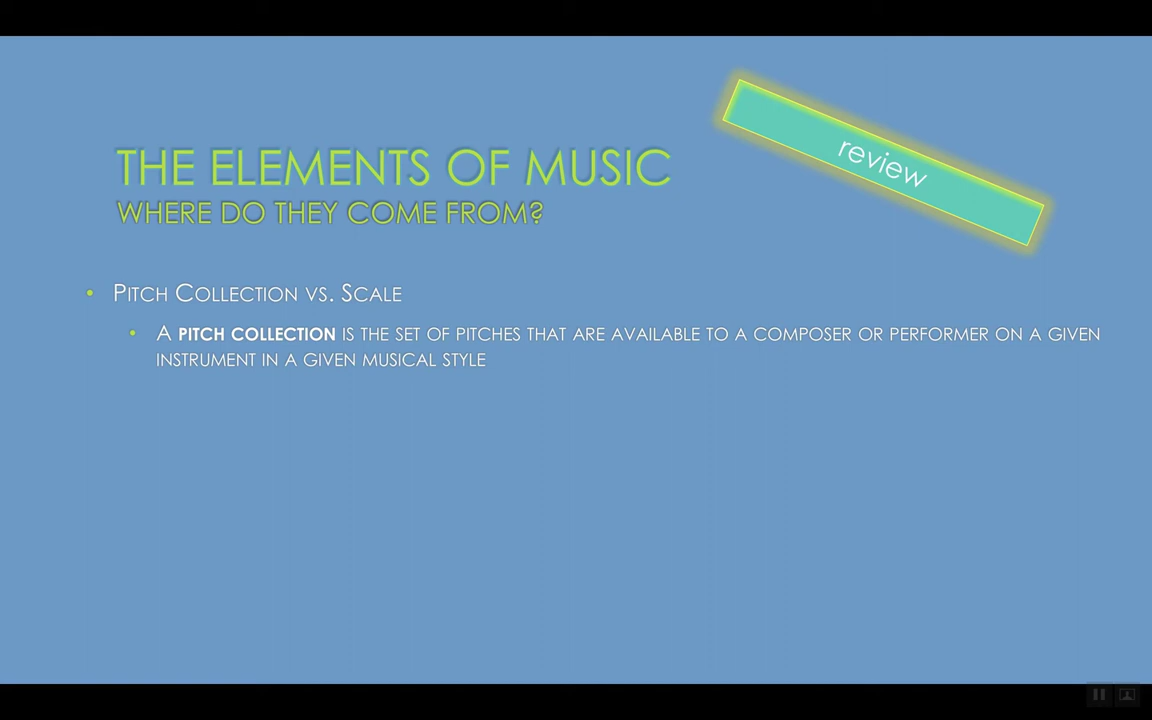 THE ELEMENTS OF MUSIC
WHERE DO THEY COME FROM?
review
• PITCH COLLECTION VS. SCALE
• A PITCH COLLECTION IS THE SET OF PITCHES THAT ARE AVAILABLE TO A COMPOSER OR PERFORMER ON A GIVEN
INSTRUMENT IN A GIVEN MUSICAL STYLE